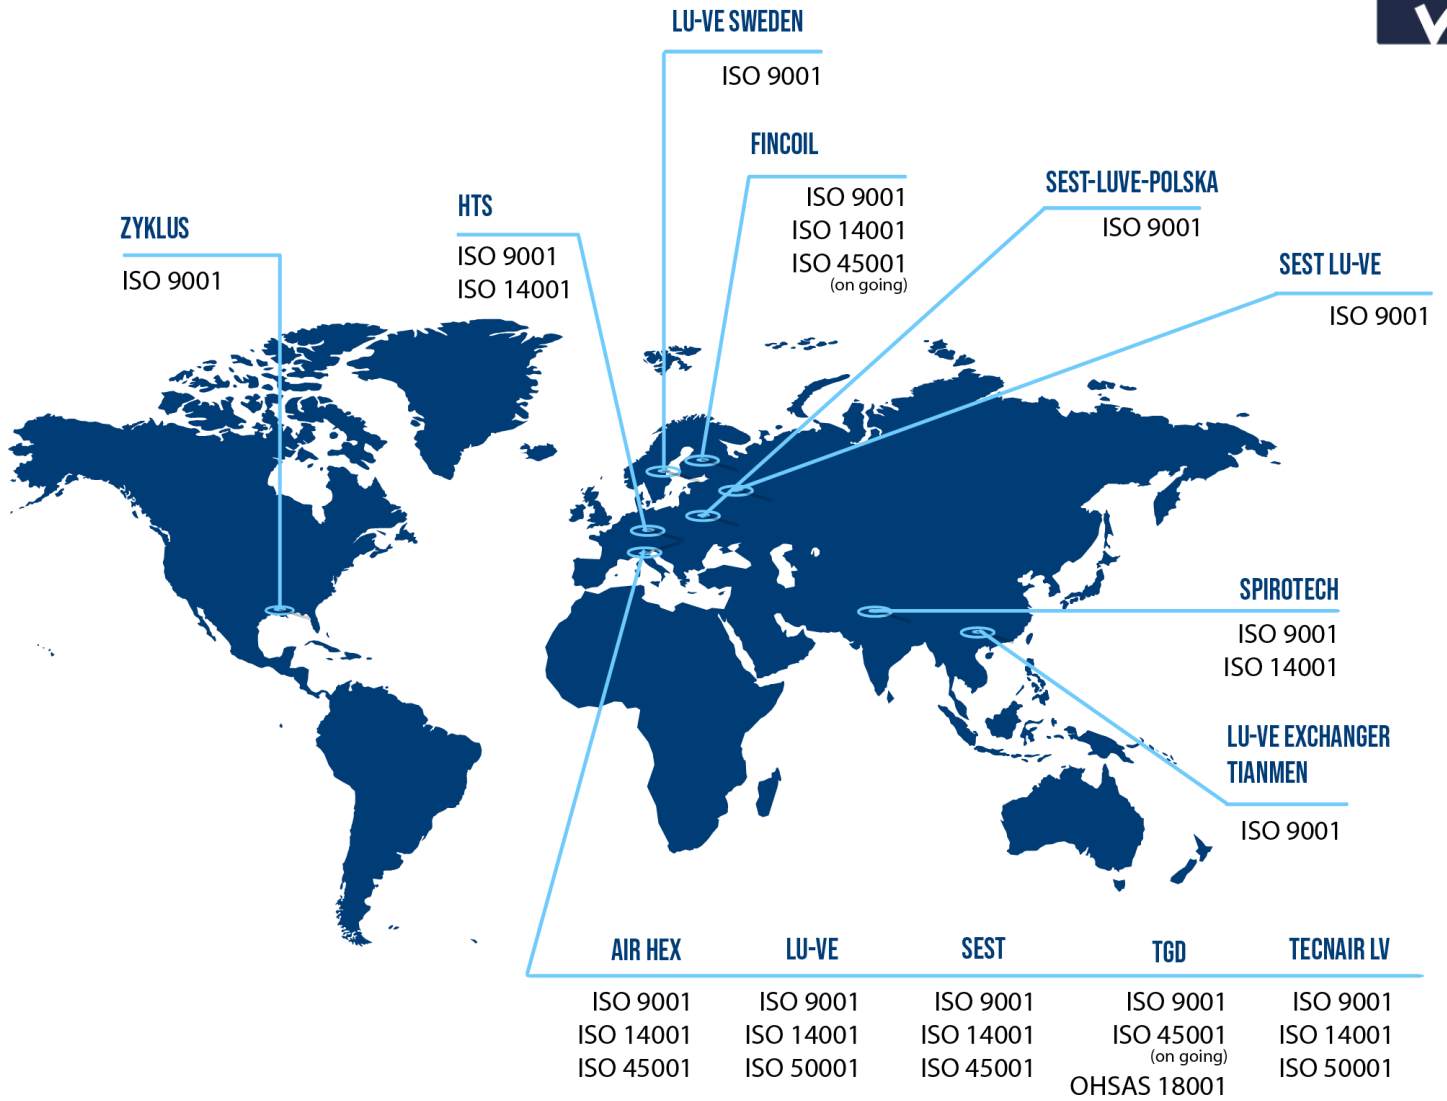 LU-VE SWEDEN
ISO 9001
FINCOIL
ISO 9001
ISO 14001
ISO 45001
(on going)
SEST-LUVE-POLSKA
ISO 9001
HTS
ISO 9001
ISO 14001
ZYKLUS
ISO 9001
SEST LU-VE
ISO 9001
SPIROTECH
ISO 9001
ISO 14001
LU-VE EXCHANGER
TIANMEN
ISO 9001
AIR HEX
ISO 9001
ISO 14001
ISO 45001
LU-VE
ISO 9001
ISO 14001
ISO 50001
SEST
ISO 9001
ISO 14001
ISO 45001
TGD
ISO 9001
ISO 45001
(on going)
OHSAS 18001
TECNAIR LV
ISO 9001
ISO 14001
ISO 50001